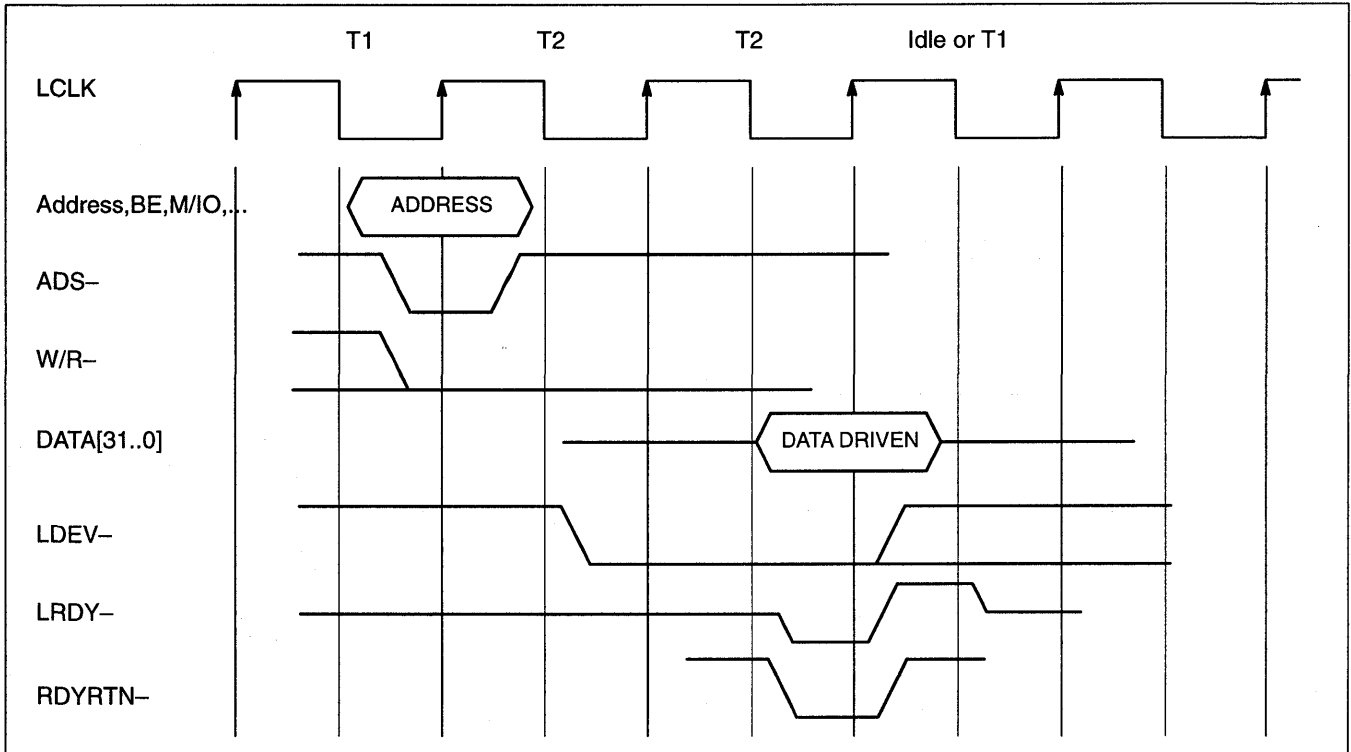 T1 T2 T2 Idle or T1
LCLK
Address,BE,M/IO,...
ADDRESS
ADS–
W/R–
DATA[31..0]
DATA DRIVEN
LDEV–
LRDY–
RDYRTN–